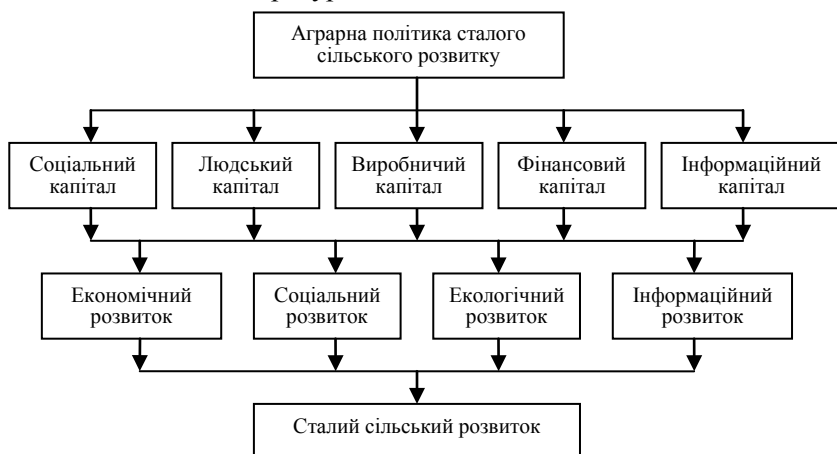 Аграрна політика сталого
сільського розвитку
Соціальний
капітал
Людський
капітал
Виробничий
капітал
Фінансовий
капітал
Інформаційний
капітал
Економічний
розвиток
Соціальний
розвиток
Екологічний
розвиток
Інформаційний
розвиток
Сталий сільський розвиток